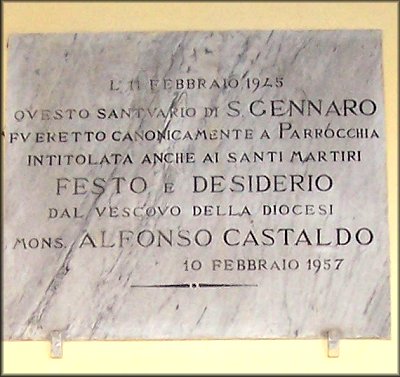 L' 11 FEBBRAIO 1945
QVESTO SANTVARIO DI S. GENNARO
FV ERETTO CANONICAMENTE A PARRÒCCHIA
INTITOLATA ANCHE AI SANTI MARTIRI
FESTO E DESIDERIO
DAL VESCOVO DELLA DIOCESI
MONS. ALFONSO CASTALDO
10 FEBBRAIO 1957